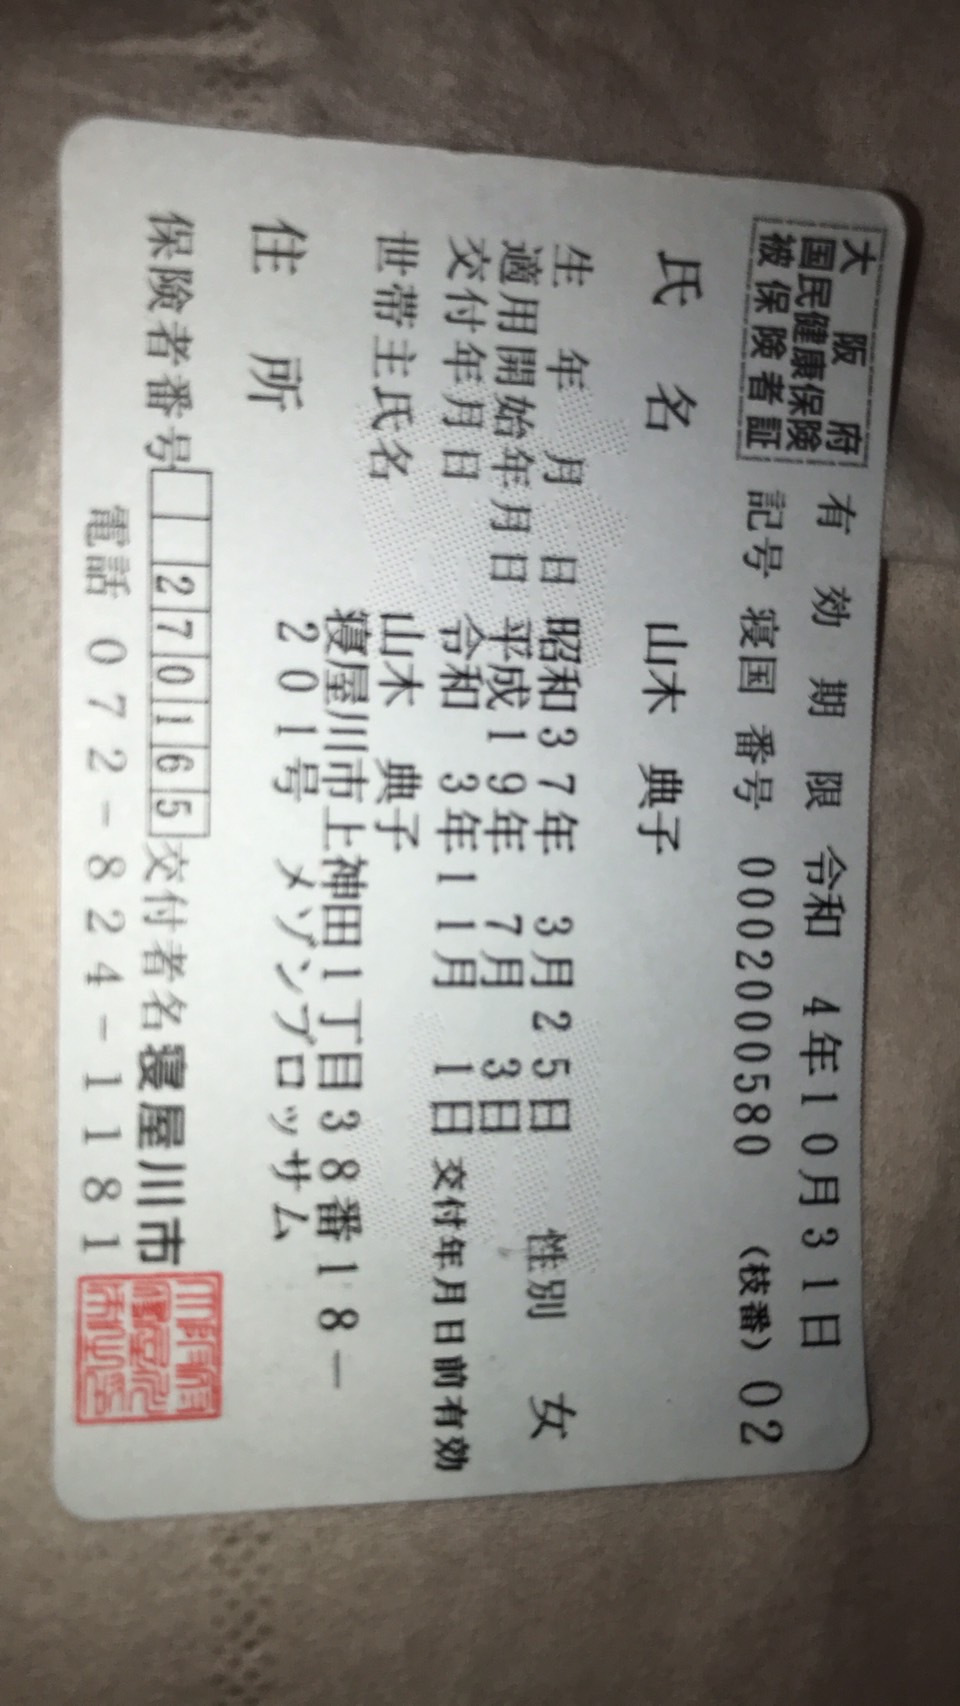 大阪府
国民健康保険
被保険者証
有効期限 令和 4年10月31日
記号 寝国 番号 0002000580 (枝番) 02
氏名 山木 典子
生年月日 昭和37年 3月25日 性別 女
適用開始年月日 平成19年 7月 3日
交付年月日 令和 3年11月 1日 交付年月日前有効
世帯主氏名 山木 典子
住所 寝屋川市上神田1丁目38番18-
201号 メゾンブロッサム
保険者番号 270165 交付者名 寝屋川市
電話 072-824-1181